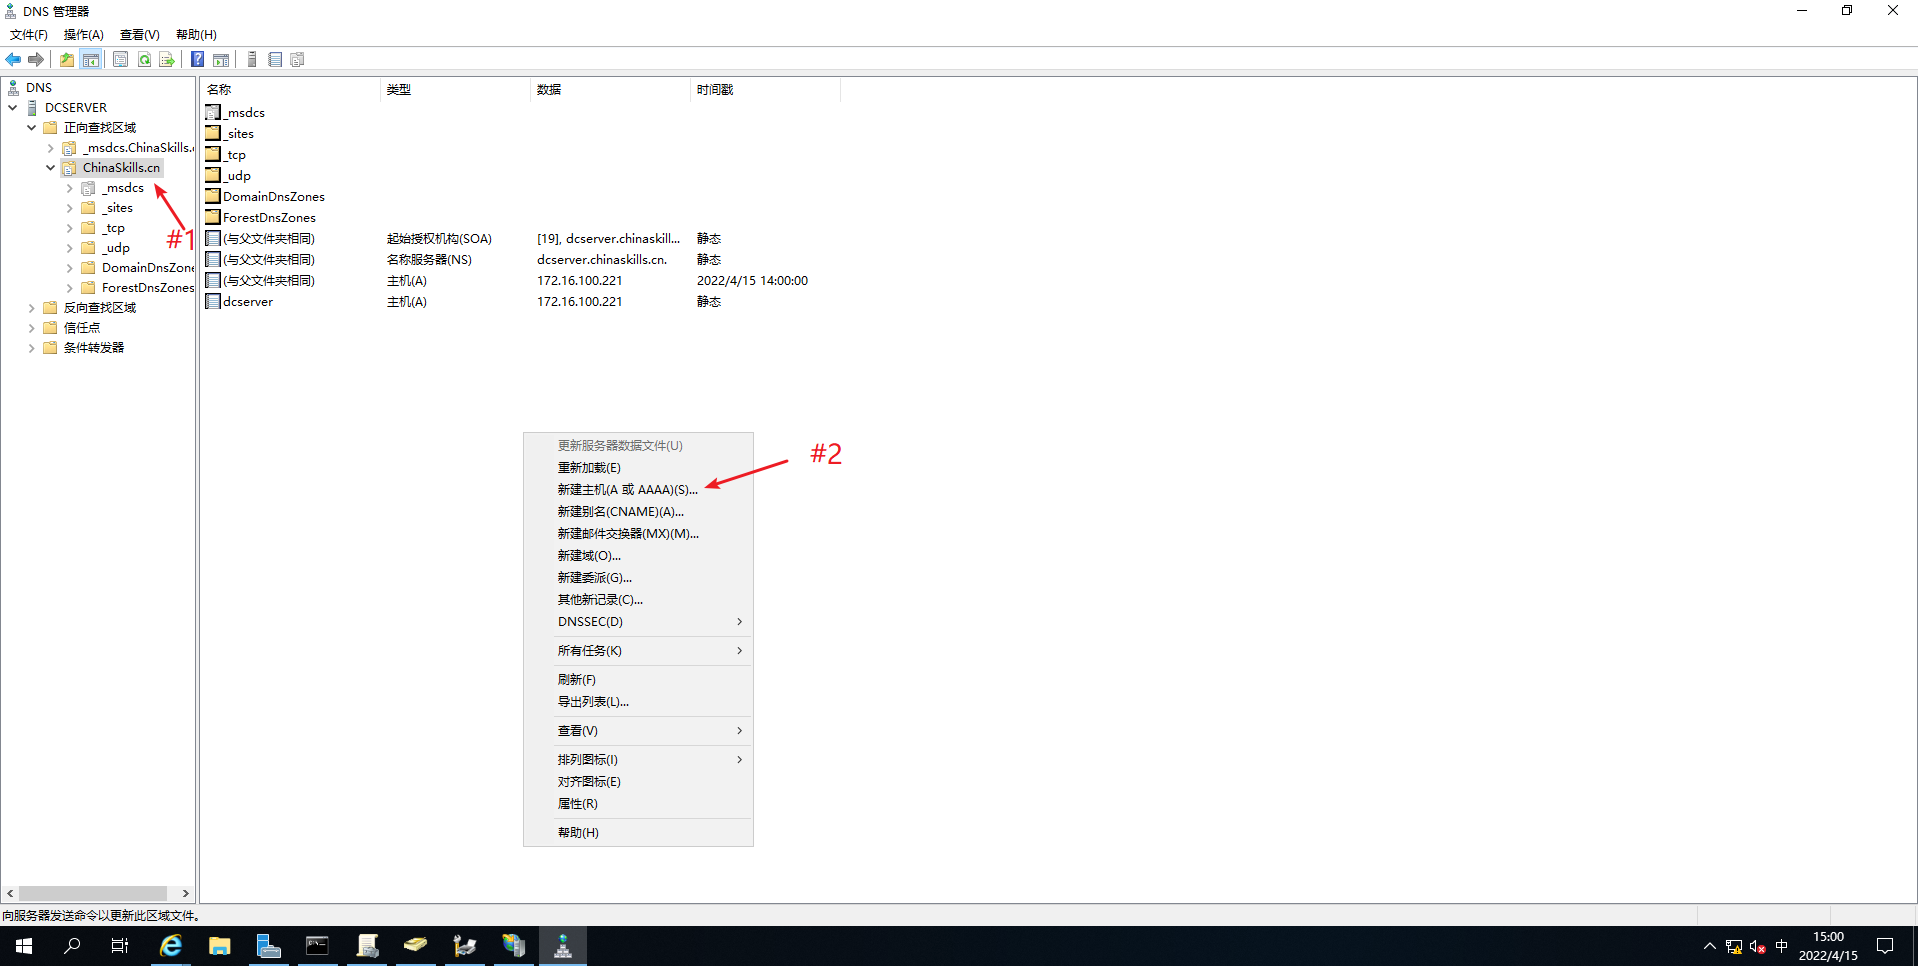 DNS 管理器
文件(F) 操作(A) 查看(V) 帮助(H)
DNS
DCSERVER
正向查找区域
_msdcs.ChinaSkills.
ChinaSkills.cn
_msdcs
_sites
_tcp
_udp
DomainDnsZone
ForestDnsZones
反向查找区域
信任点
条件转发器
#1
名称 类型 数据 时间戳
_msdcs
_sites
_tcp
_udp
DomainDnsZones
ForestDnsZones
(与父文件夹相同) 起始授权机构(SOA) [19], dcserver.chinaskill... 静态
(与父文件夹相同) 名称服务器(NS) dcserver.chinaskills.cn. 静态
(与父文件夹相同) 主机(A) 172.16.100.221 2022/4/15 14:00:00
dcserver 主机(A) 172.16.100.221 静态
更新服务器数据文件(U)
重新加载(E)
新建主机(A 或 AAAA)(S)...
新建别名(CNAME)(A)...
新建邮件交换器(MX)(M)...
新建域(O)...
新建委派(G)...
其他新记录(C)...
DNSSEC(D)
所有任务(K)
刷新(F)
导出列表(L)...
查看(V)
排列图标(I)
对齐图标(E)
属性(R)
帮助(H)
#2
向服务器发送命令以更新此区域文件。
中
15:00
2022/4/15